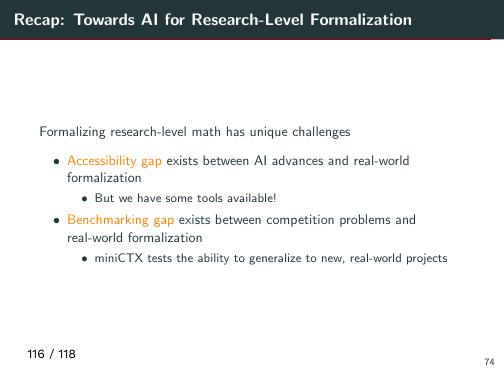 Recap: Towards AI for Research-Level Formalization
Formalizing research-level math has unique challenges
• Accessibility gap exists between AI advances and real-world
formalization
• But we have some tools available!
• Benchmarking gap exists between competition problems and
real-world formalization
• miniCTX tests the ability to generalize to new, real-world projects
116 / 118
74